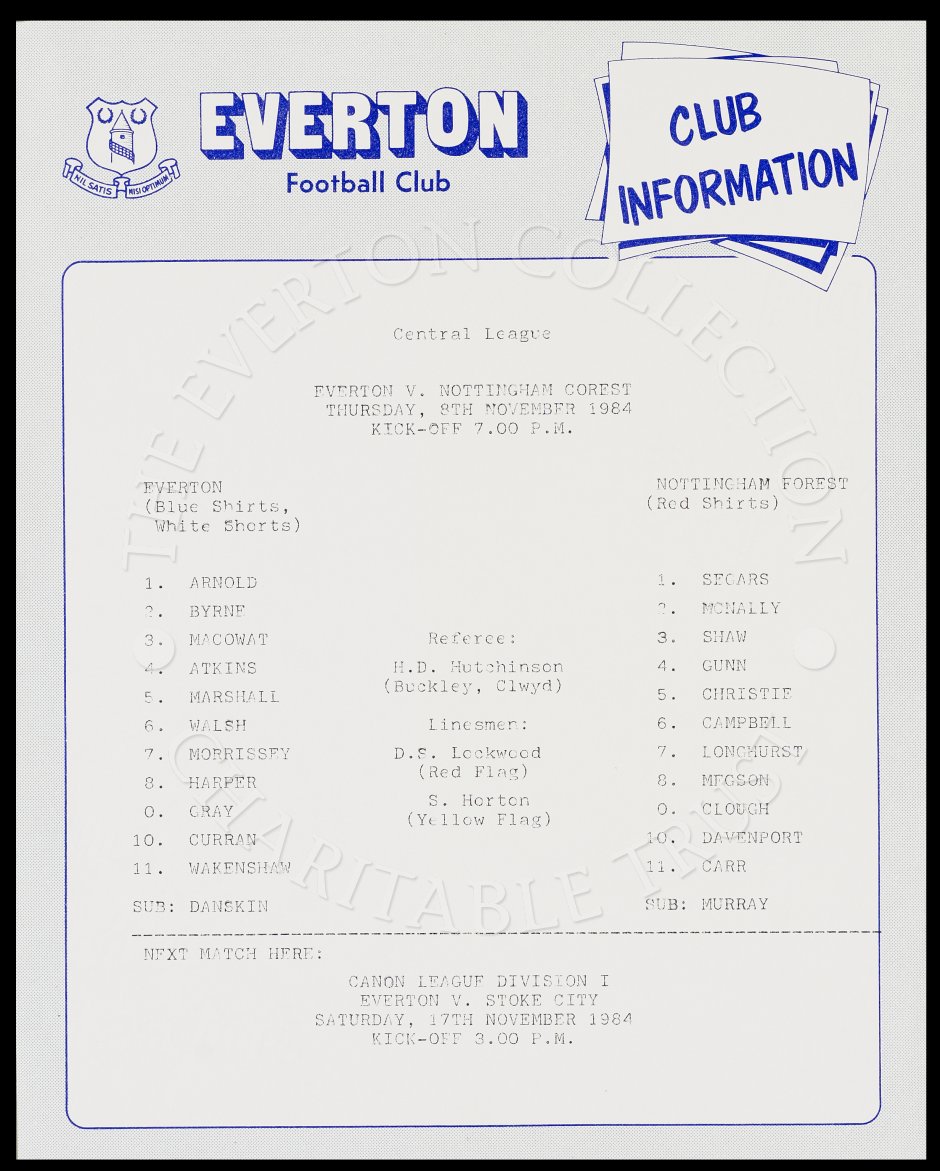 EVERTON
Football Club
NIL SATIS NISI OPTIMUM
CLUB
INFORMATION
THE EVERTON COLLECTION
CHARITABLE TRUST
Central League
EVERTON V. NOTTINGHAM COREST
THURSDAY, 8TH NOVEMBER 1984
KICK-OFF 7.00 P.M.
EVERTON
(Blue Shirts,
White Shorts)
NOTTINGHAM FOREST
(Red Shirts)
1. ARNOLD
2. BYRNE
3. MACOWAT
4. ATKINS
5. MARSHALL
6. WALSH
7. MORRISSEY
8. HARPER
0. GRAY
10. CURRAN
11. WAKENSHAW
SUB: DANSKIN
Referee:
H.D. Hutchinson
(Buckley, Clwyd)
Linesmen:
D.S. Lockwood
(Red Flag)
S. Horton
(Yellow Flag)
1. SEGARS
2. MCNALLY
3. SHAW
4. GUNN
5. CHRISTIE
6. CAMPBELL
7. LONGHURST
8. MEGSON
0. CLOUGH
10. DAVENPORT
11. CARR
SUB: MURRAY
NEXT MATCH HERE:
CANON LEAGUE DIVISION I
EVERTON V. STOKE CITY
SATURDAY, 17TH NOVEMBER 1984
KICK-OFF 3.00 P.M.